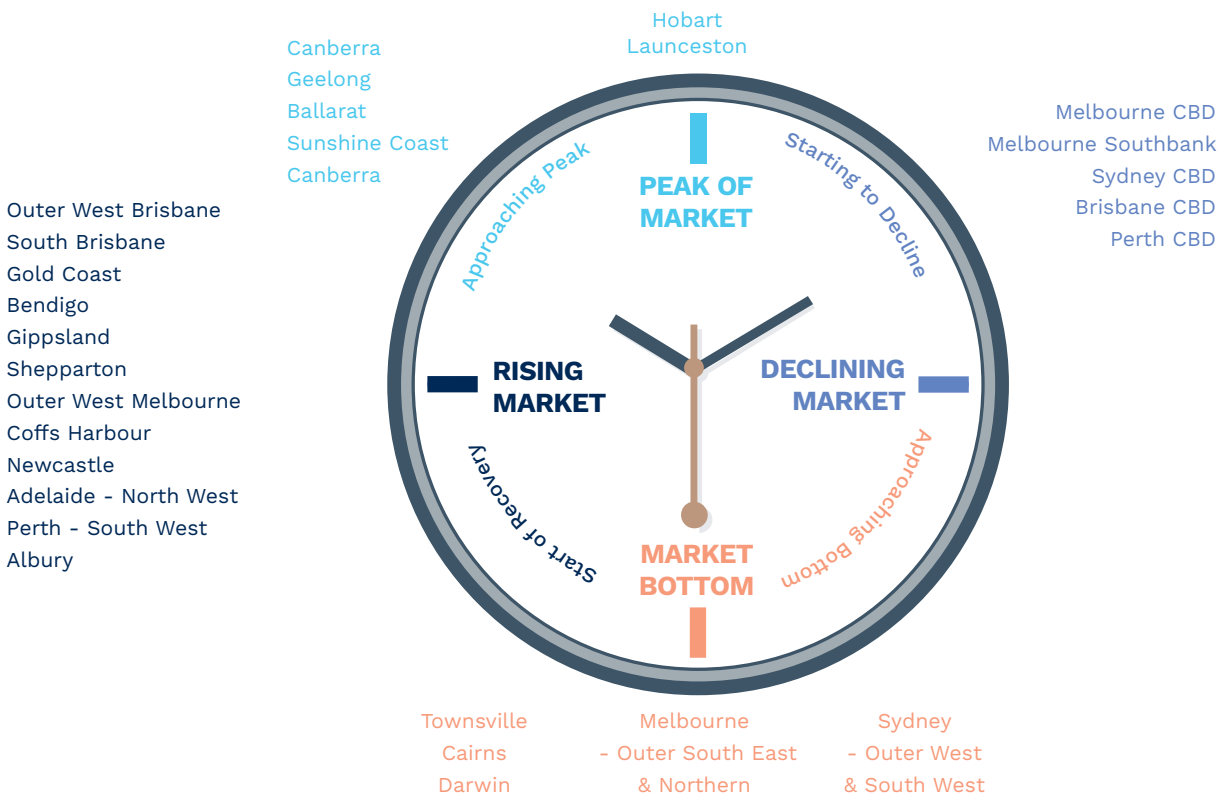 Hobart
Launceston
Canberra
Geelong
Ballarat
Sunshine Coast
Canberra
Melbourne CBD
Melbourne Southbank
Sydney CBD
Brisbane CBD
Perth CBD
Outer West Brisbane
South Brisbane
Gold Coast
Bendigo
Gippsland
Shepparton
Outer West Melbourne
Coffs Harbour
Newcastle
Adelaide - North West
Perth - South West
Albury
Approaching Peak
PEAK OF
MARKET
Starting to Decline
RISING
MARKET
DECLINING
MARKET
Start of Recovery
MARKET
BOTTOM
Approaching Bottom
Townsville
Cairns
Darwin
Melbourne
- Outer South East
& Northern
Sydney
- Outer West
& South West